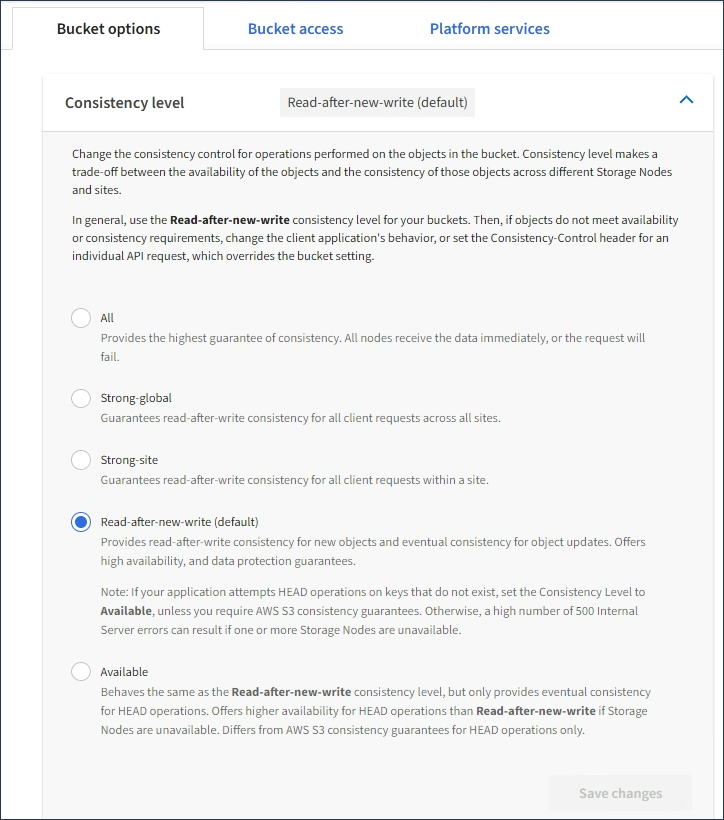 Bucket options
Bucket access
Platform services
Consistency level
Read-after-new-write (default)
Change the consistency control for operations performed on the objects in the bucket. Consistency level makes a
trade-off between the availability of the objects and the consistency of those objects across different Storage Nodes
and sites.
In general, use the Read-after-new-write consistency level for your buckets. Then, if objects do not meet availability
or consistency requirements, change the client application's behavior, or set the Consistency-Control header for an
individual API request, which overrides the bucket setting.
All
Provides the highest guarantee of consistency. All nodes receive the data immediately, or the request will
fail.
Strong-global
Guarantees read-after-write consistency for all client requests across all sites.
Strong-site
Guarantees read-after-write consistency for all client requests within a site.
Read-after-new-write (default)
Provides read-after-write consistency for new objects and eventual consistency for object updates. Offers
high availability, and data protection guarantees.
Note: If your application attempts HEAD operations on keys that do not exist, set the Consistency Level to
Available, unless you require AWS S3 consistency guarantees. Otherwise, a high number of 500 Internal
Server errors can result if one or more Storage Nodes are unavailable.
Available
Behaves the same as the Read-after-new-write consistency level, but only provides eventual consistency
for HEAD operations. Offers higher availability for HEAD operations than Read-after-new-write if Storage
Nodes are unavailable. Differs from AWS S3 consistency guarantees for HEAD operations only.
Save changes